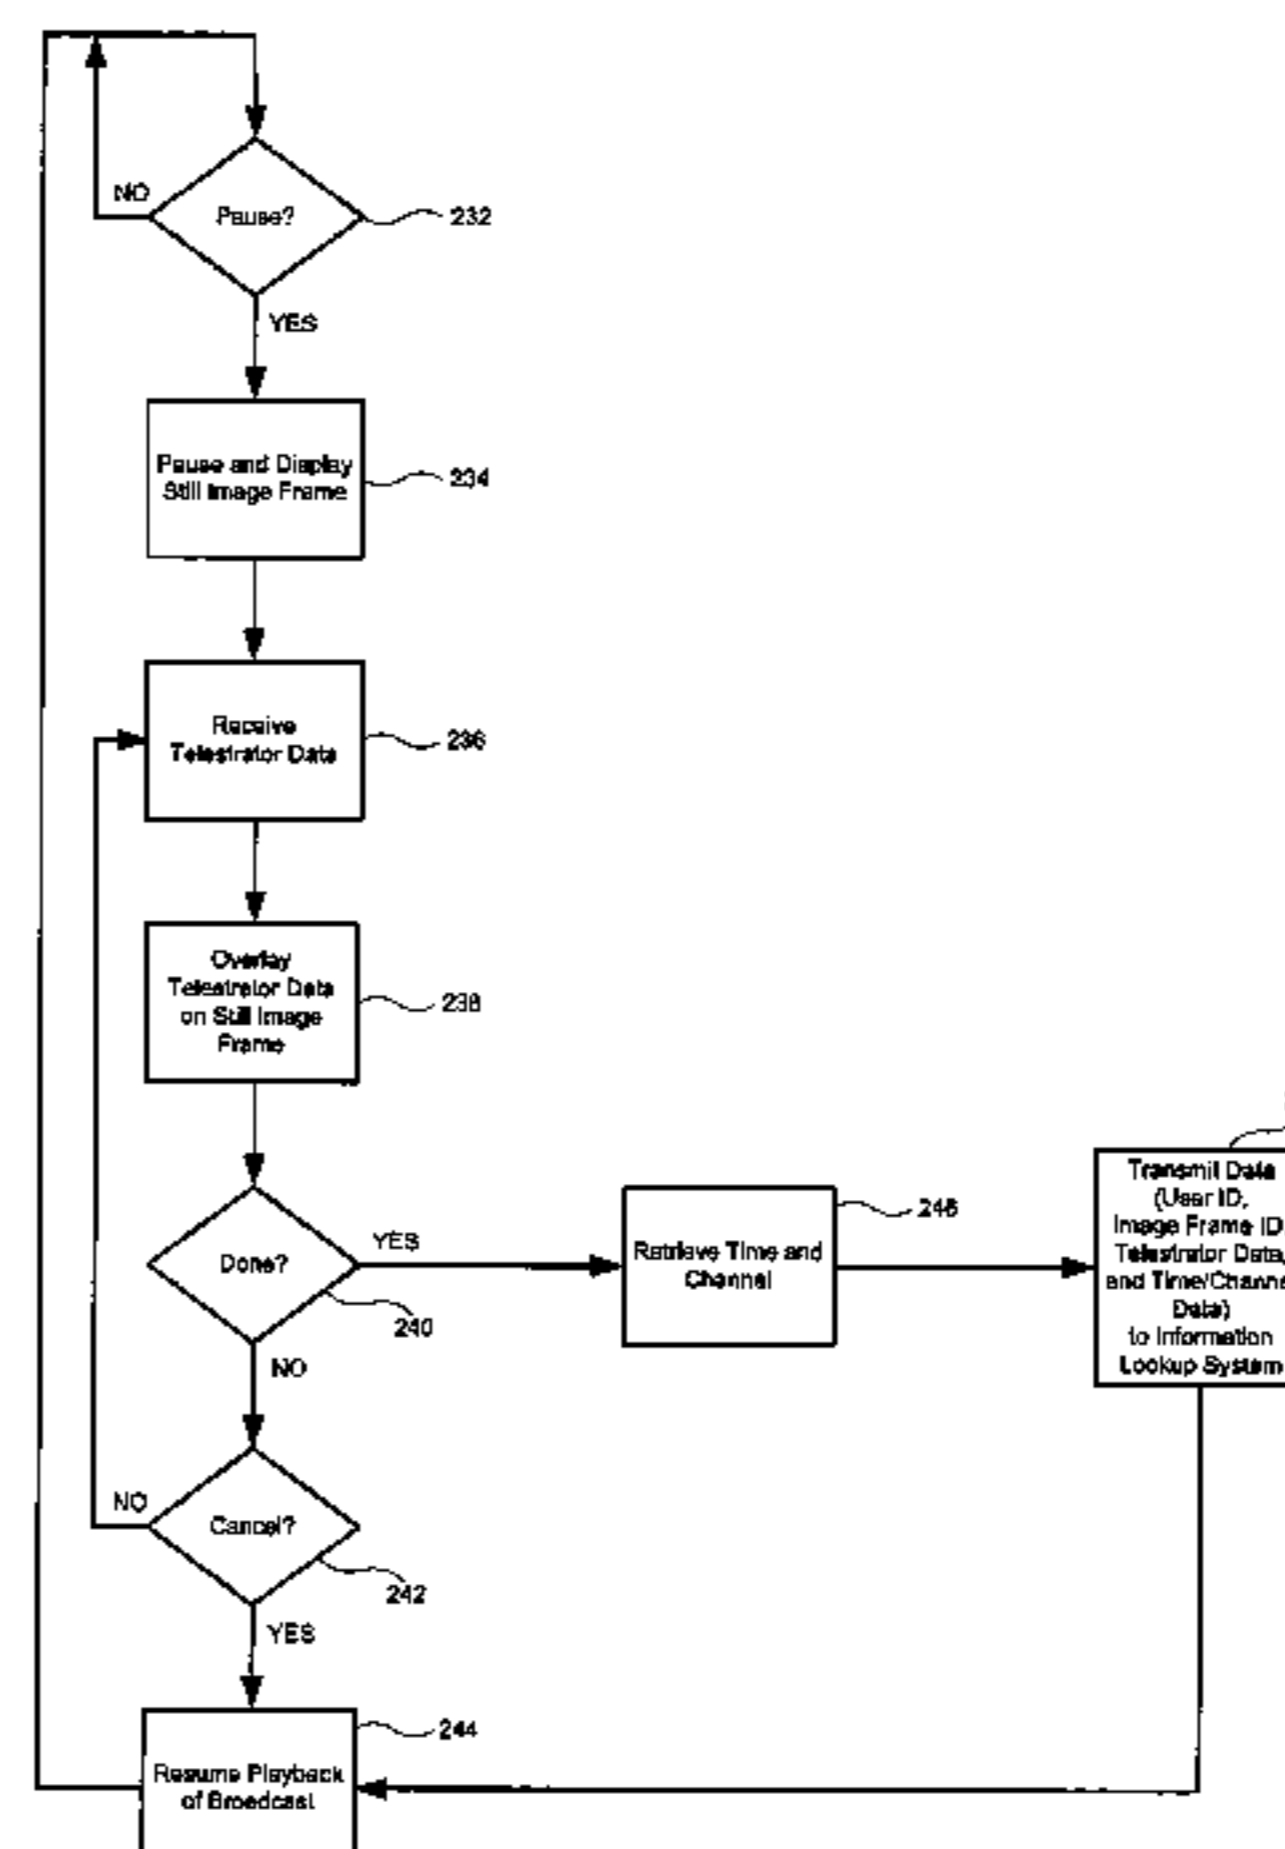 NO
Pause?
232
YES
Pause and Display
Still Image Frame
234
Receive
Telestrator Data
236
Overlay
Telestrator Data
on Still Image
Frame
238
Done?
YES
240
NO
Retrieve Time and
Channel
246
Transmit Data
(User ID,
Image Frame ID
Telestrator Data,
and Time/Channe
Data)
to Information
Lookup System
NO
Cancel?
242
YES
244
Resume Playback
of Broadcast